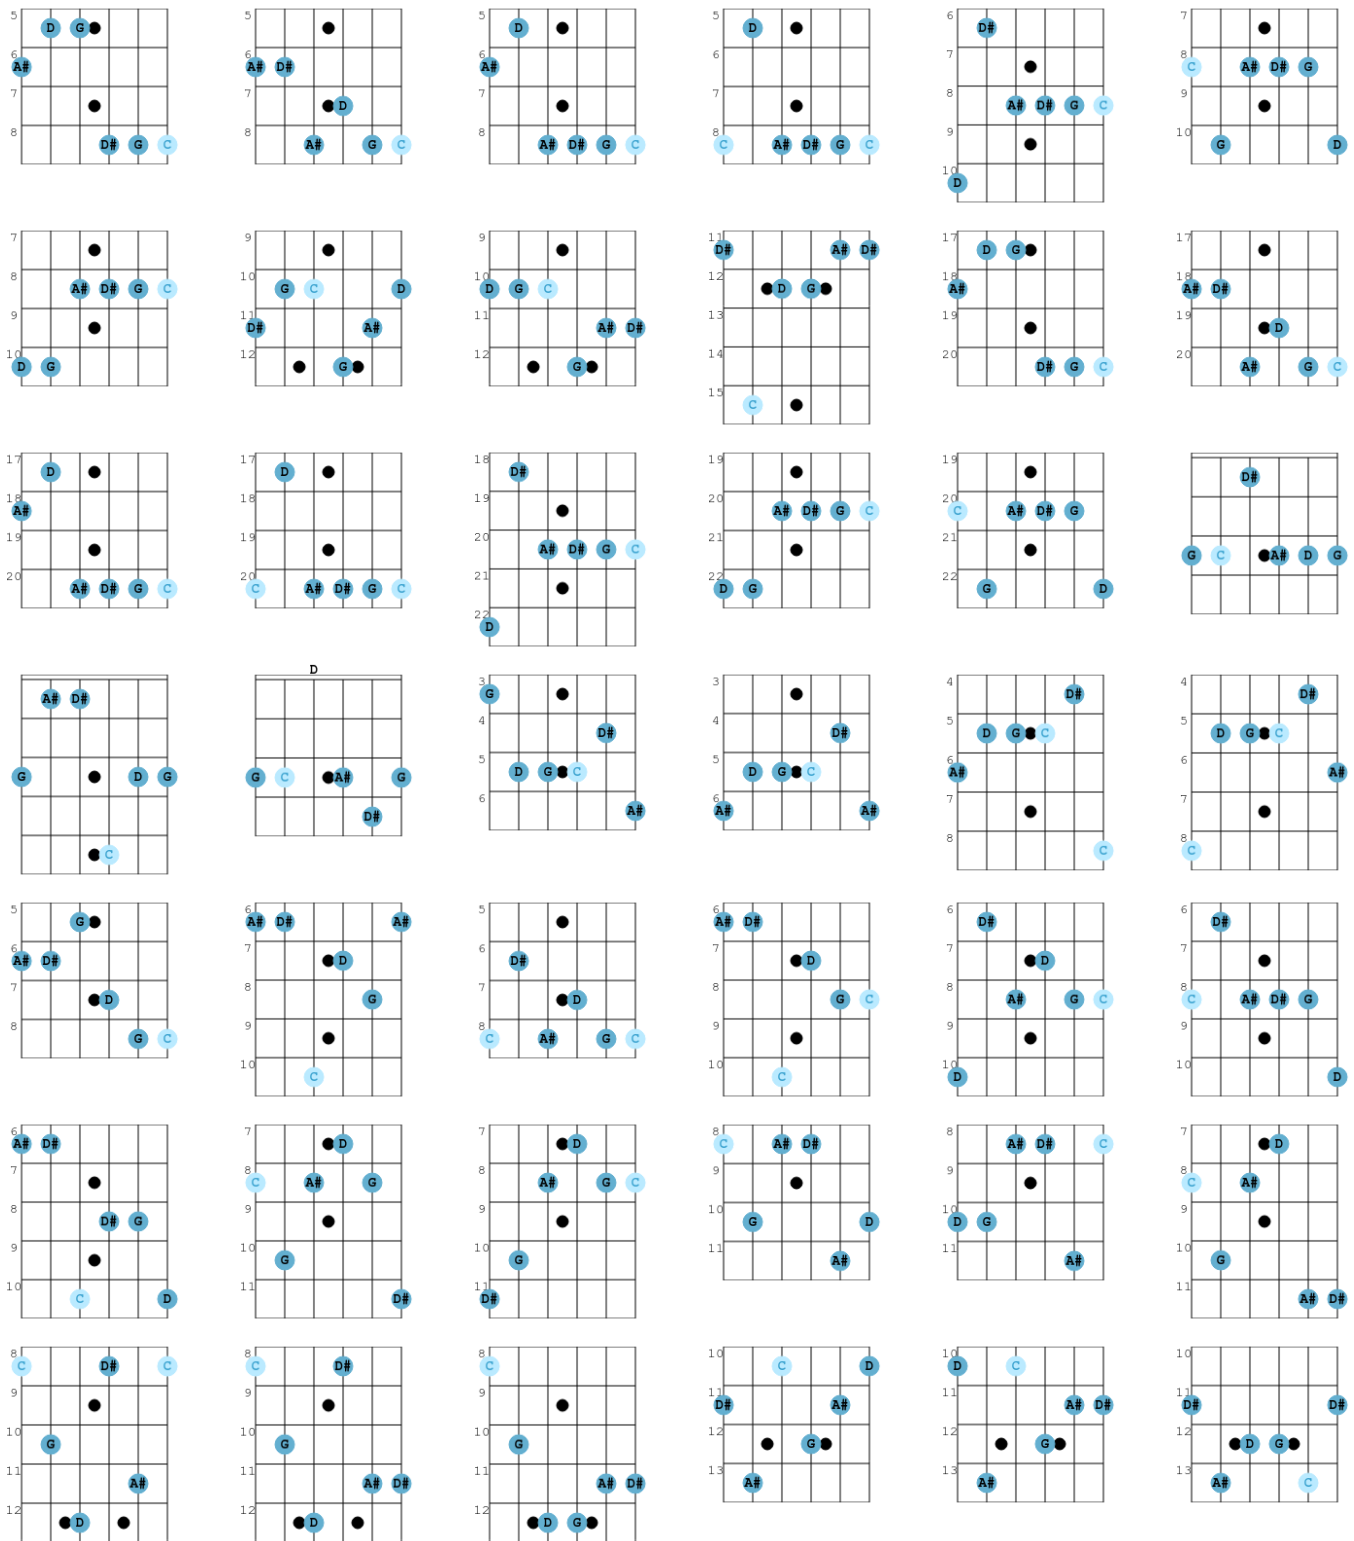 5 D G
6 A#
7
8 D# G C
5
6 A# D#
7 D
8 A# G C
5 D
6 A#
7
8 A# D# G C
5 D
6
7
8 C A# D# G C
6 D#
7
8 A# D# G C
9
10 D
7
8 C A# D# G
9
10 G D
7
8 A# D# G C
9
10 D G
9
10 G C D
11 D# A#
12 G
9
10 D G C
11 A# D#
12 G
11 D# A# D#
12 D G
13
14
15 C
17 D G
18 A#
19
20 D# G C
17
18 A# D#
19 D
20 A# G C
17 D
18 A#
19
20 A# D# G C
17 D
18
19
20 C A# D# G C
18 D#
19
20 A# D# G C
21
22 D
19
20 A# D# G C
21
22 D G
19
20 C A# D# G
21
22 G D
D#
G C A# D G
A# D#
G D G
C
D
G C A# G
D#
3 G
4 D#
5 D G C
6 A#
3
4 D#
5 D G C
6 A# A#
4 D#
5 D G C
6 A#
7
8 C
4 D#
5 D G C
6 A#
7
8 C
5 G
6 A# D#
7 D
8 G C
6 A# D# A#
7 D
8 G
9
10 C
5
6 D#
7 D
8 C A# G C
6 A# D#
7 D
8 G C
9
10 C
6 D#
7 D
8 A# G C
9
10 D
6 D#
7
8 C A# D# G
9
10 D
6 A# D#
7
8 D# G
9
10 C D
7 D
8 C A# G
9
10 G
11 D#
7 D
8 A# G C
9
10 G
11 D#
8 C A# D#
9
10 G D
11 A#
8 A# D# C
9
10 D G
11 A#
7 D
8 C A#
9
10 G
11 A# D#
8 C D# C
9
10 G
11 A#
12 D
8 C D#
9
10 G
11 A# D#
12 D
8 C
9
10 G
11 A# D#
12 D G
10 C D
11 D# A#
12 G
13 A#
10 D C
11 A# D#
12 G
13 A#
10
11 D# D#
12 D G
13 A# C